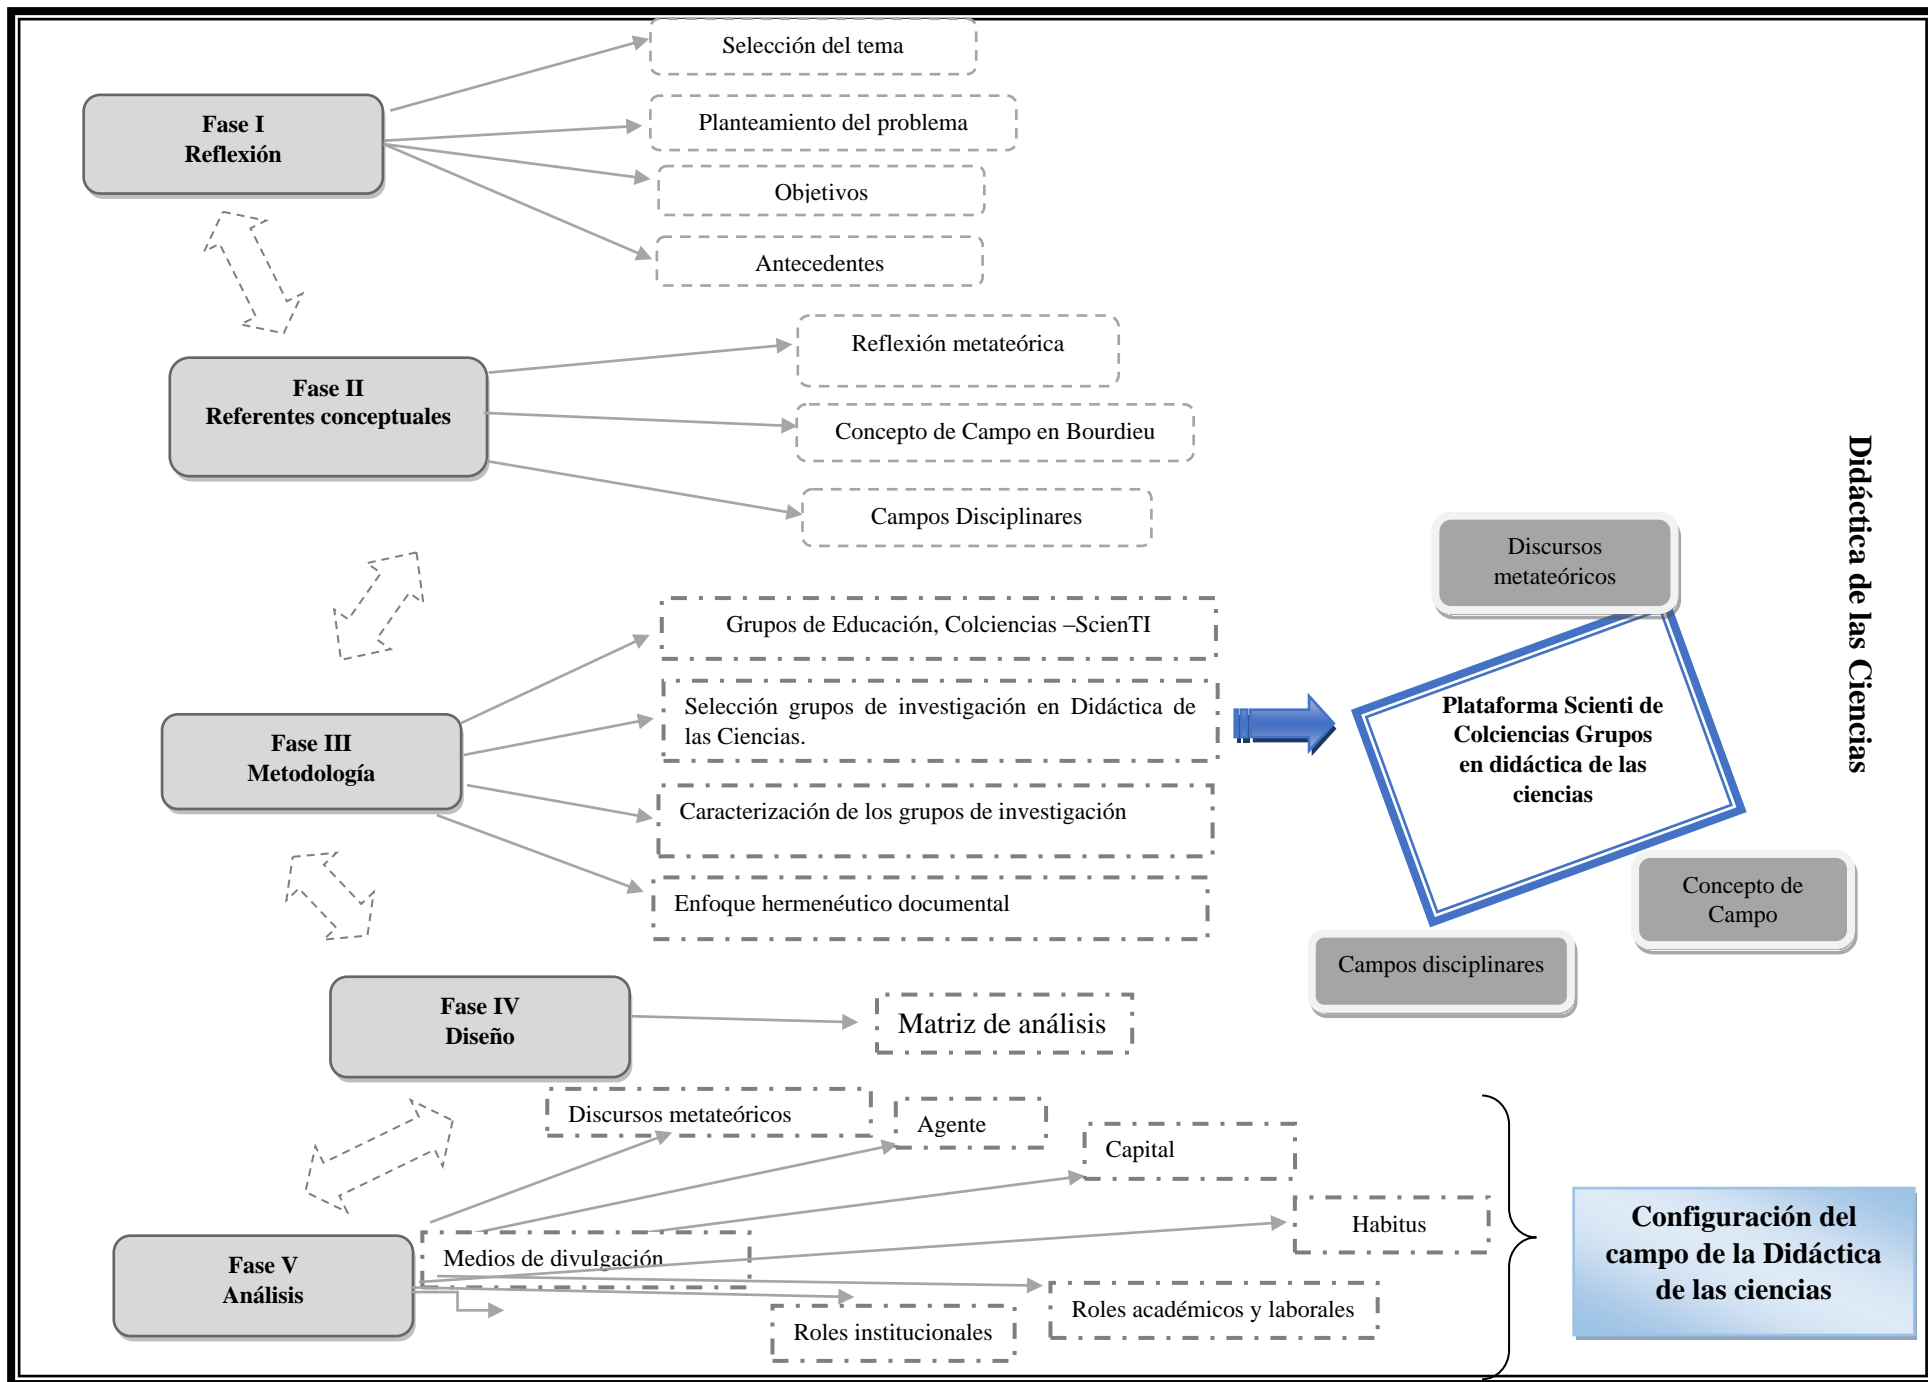 Selección del tema
Fase I
Reflexión
Planteamiento del problema
Objetivos
Antecedentes
Fase II
Referentes conceptuales
Reflexión metateórica
Concepto de Campo en Bourdieu
Campos Disciplinares
Fase III
Metodología
Grupos de Educación, Colciencias –ScienTI
Selección grupos de investigación en Didáctica de
las Ciencias.
Caracterización de los grupos de investigación
Enfoque hermenéutico documental
Discursos
metateóricos
Plataforma Scienti de
Colciencias Grupos
en didáctica de las
ciencias
Concepto de
Campo
Campos disciplinares
Didáctica de las Ciencias
Fase IV
Diseño
Matriz de análisis
Fase V
Análisis
Discursos metateóricos
Agente
Capital
Habitus
Medios de divulgación
Roles académicos y laborales
Roles institucionales
Configuración del
campo de la Didáctica
de las ciencias